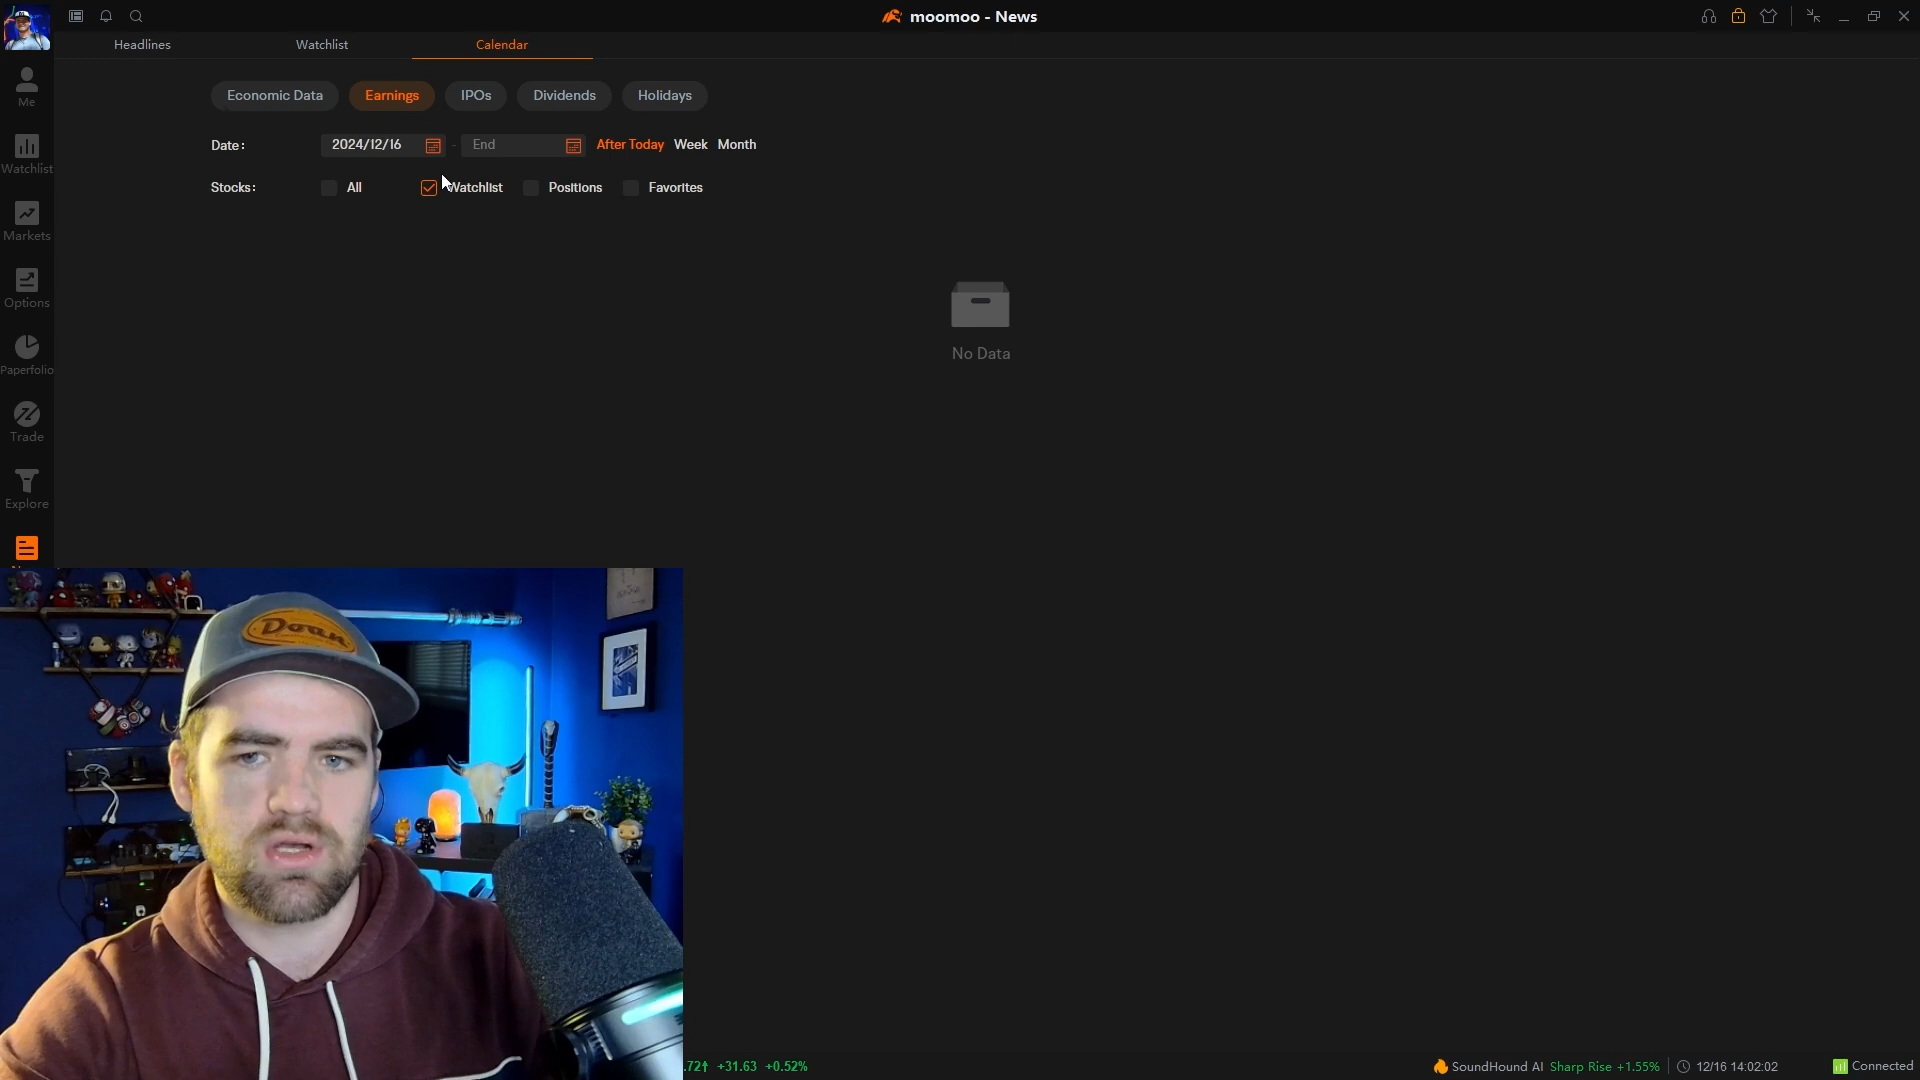 moomoo - News
Headlines Watchlist Calendar
Economic Data Earnings IPOs Dividends Holidays
Date: 2024/12/16 - End After Today Week Month
Stocks: All Watchlist Positions Favorites
No Data
Me
Watchlist
Markets
Options
Paperfolio
Trade
Explore
Doan
.72↑ +31.63 +0.52%
SoundHound AI Sharp Rise +1.55% 12/16 14:02:02 Connected